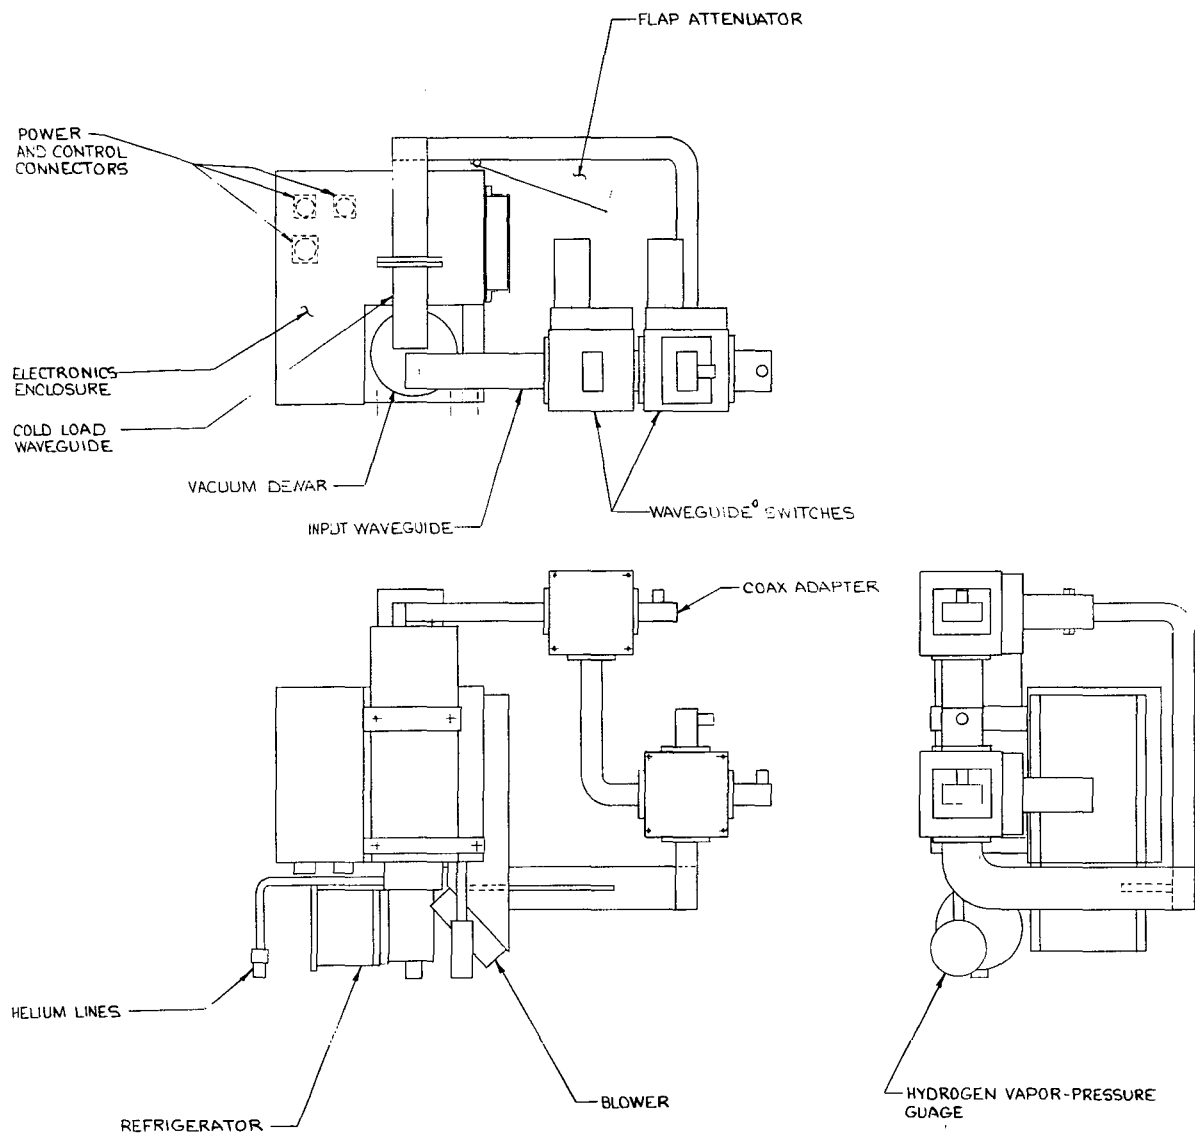 FLAP ATTENUATOR
POWER
AND CONTROL
CONNECTORS
ELECTRONICS
ENCLOSURE
COLD LOAD
WAVEGUIDE
VACUUM DEWAR
INPUT WAVEGUIDE
WAVEGUIDE SWITCHES
COAX ADAPTER
HELIUM LINES
REFRIGERATOR
BLOWER
HYDROGEN VAPOR-PRESSURE
GUAGE